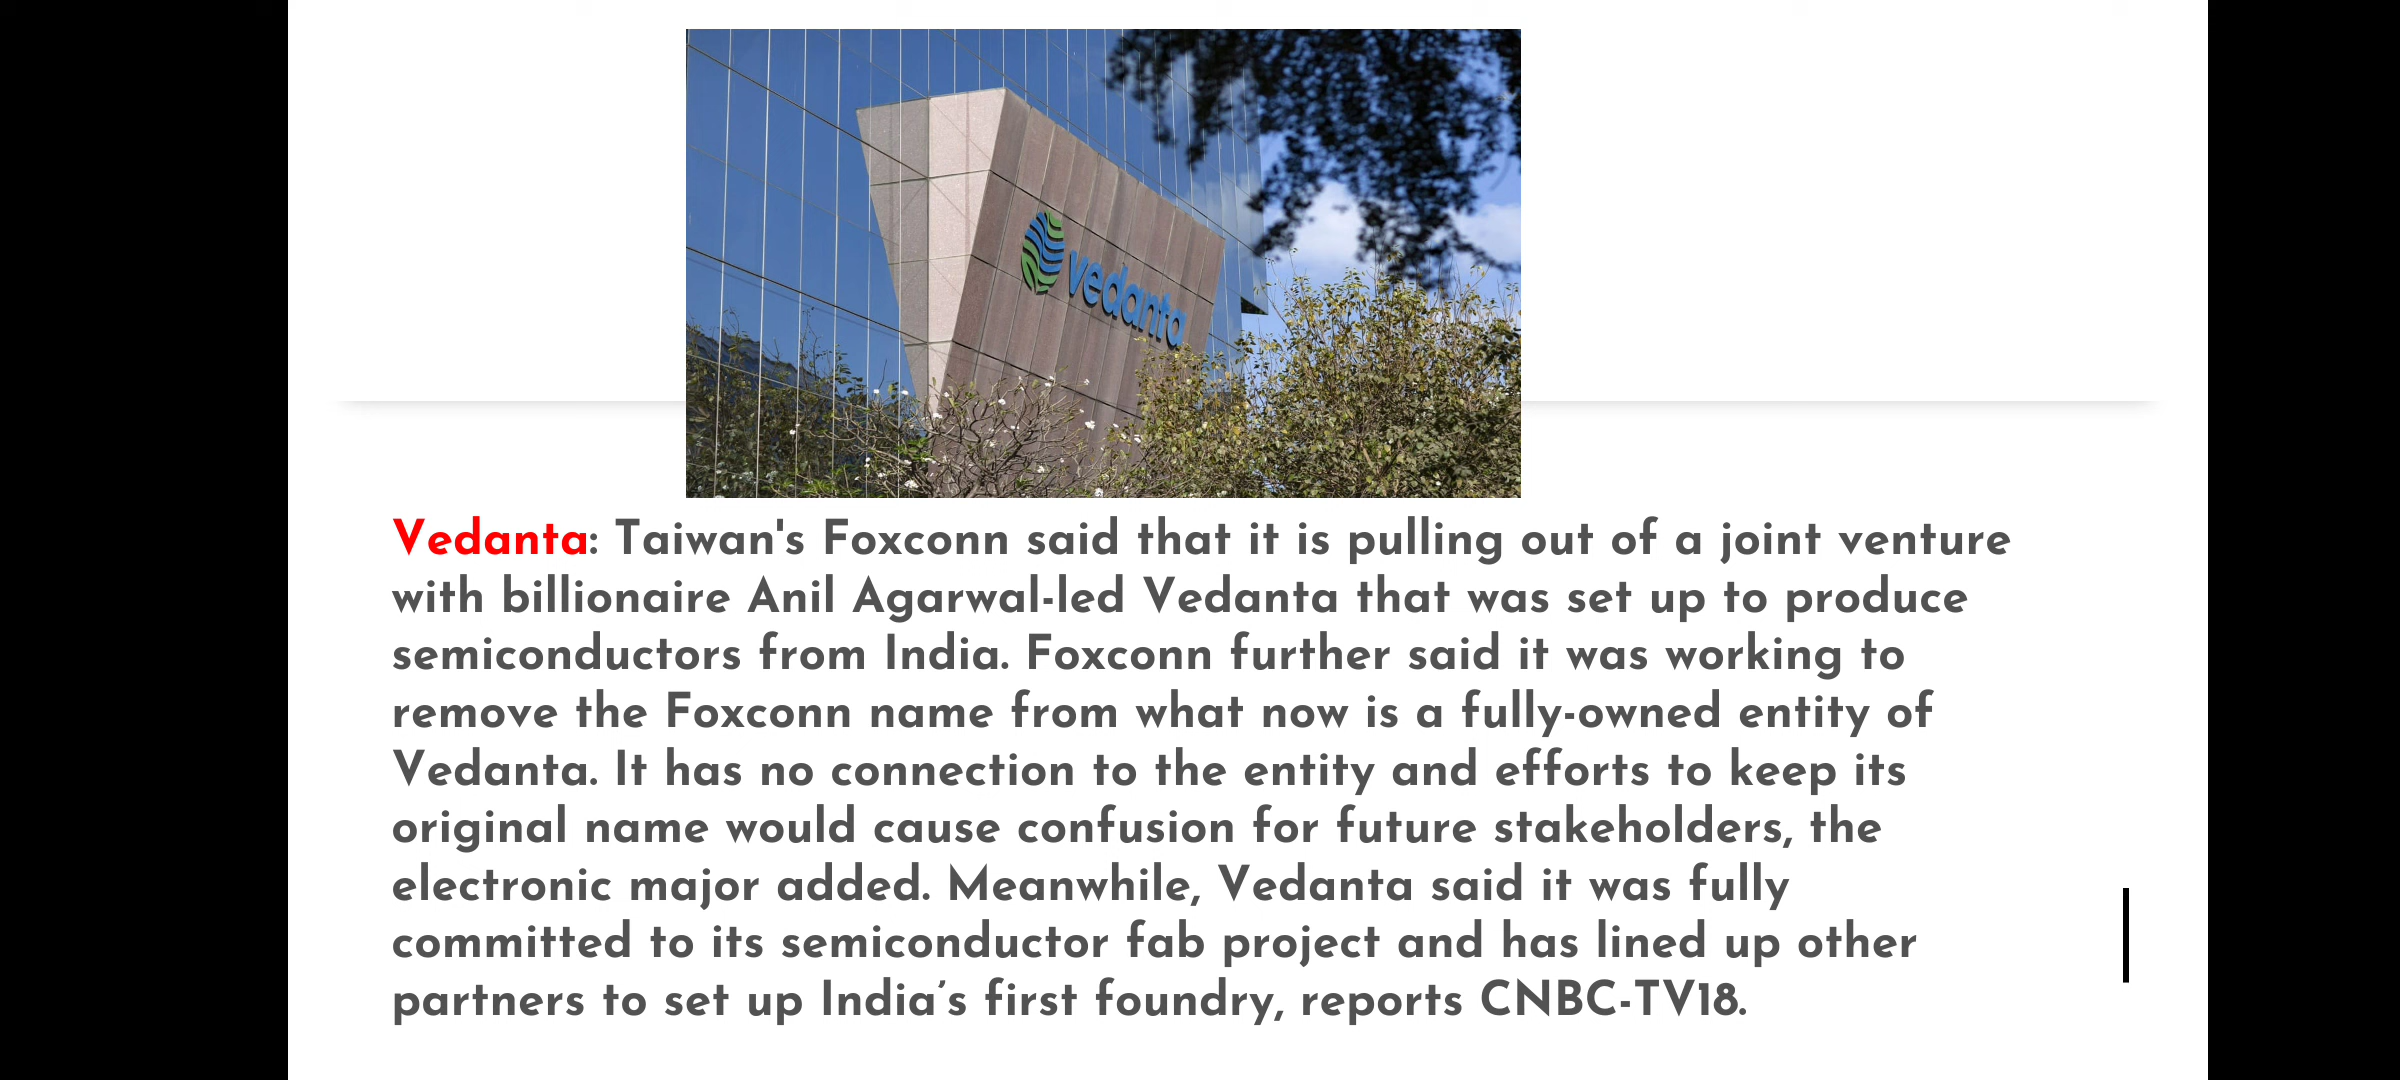 vedanta
Vedanta: Taiwan's Foxconn said that it is pulling out of a joint venture
with billionaire Anil Agarwal-led Vedanta that was set up to produce
semiconductors from India. Foxconn further said it was working to
remove the Foxconn name from what now is a fully-owned entity of
Vedanta. It has no connection to the entity and efforts to keep its
original name would cause confusion for future stakeholders, the
electronic major added. Meanwhile, Vedanta said it was fully
committed to its semiconductor fab project and has lined up other
partners to set up India’s first foundry, reports CNBC-TV18.